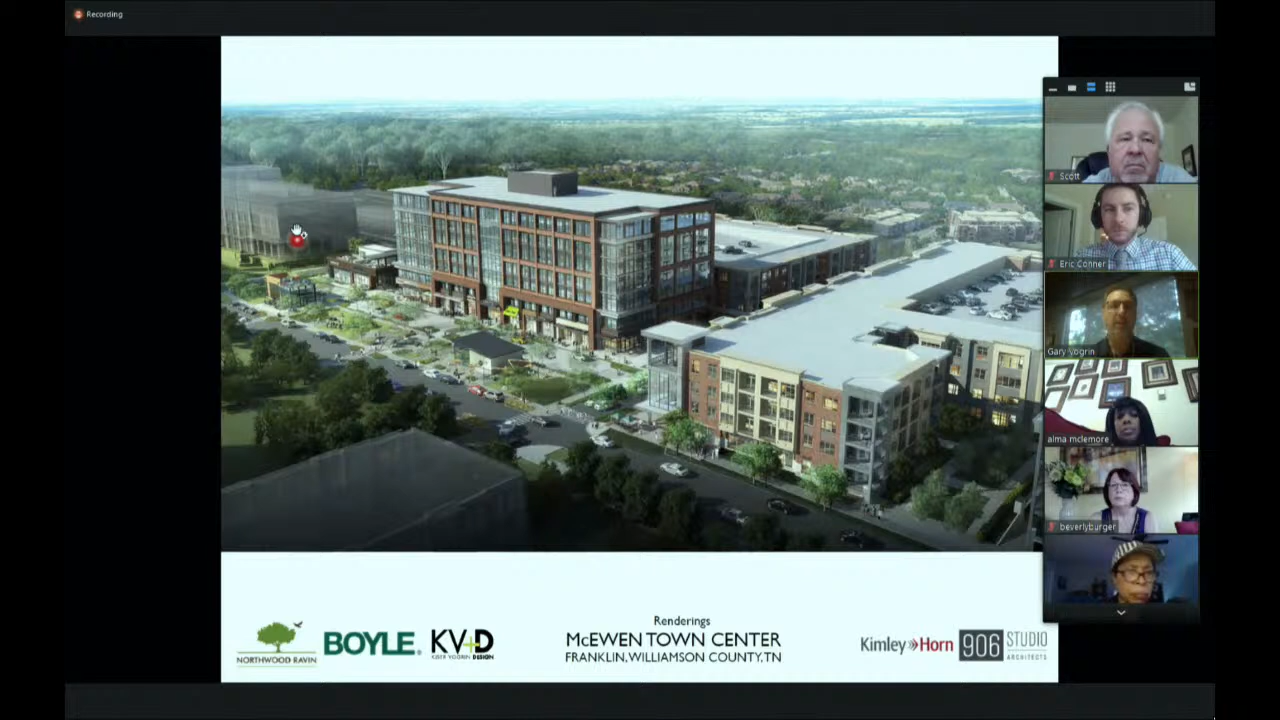 Recording
Scott
Eric Conner
Gary Yogrin
alma mclemore
beverlyburger
NORTHWOOD RAVIN
BOYLE
KV+D
KISER VOGRIN DESIGN
Renderings
McEWEN TOWN CENTER
FRANKLIN, WILLIAMSON COUNTY, TN
Kimley»Horn
906
STUDIO
ARCHITECTS